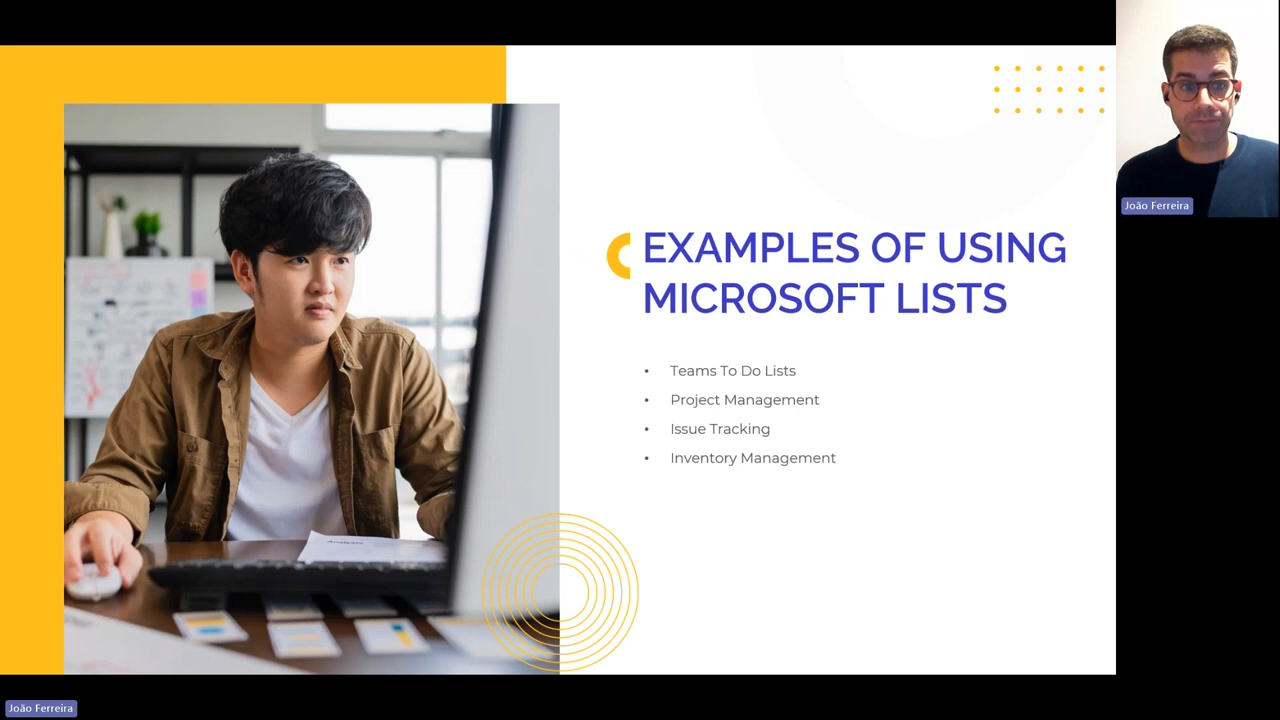 EXAMPLES OF USING
MICROSOFT LISTS
• Teams To Do Lists
• Project Management
• Issue Tracking
• Inventory Management
João Ferreira
João Ferreira